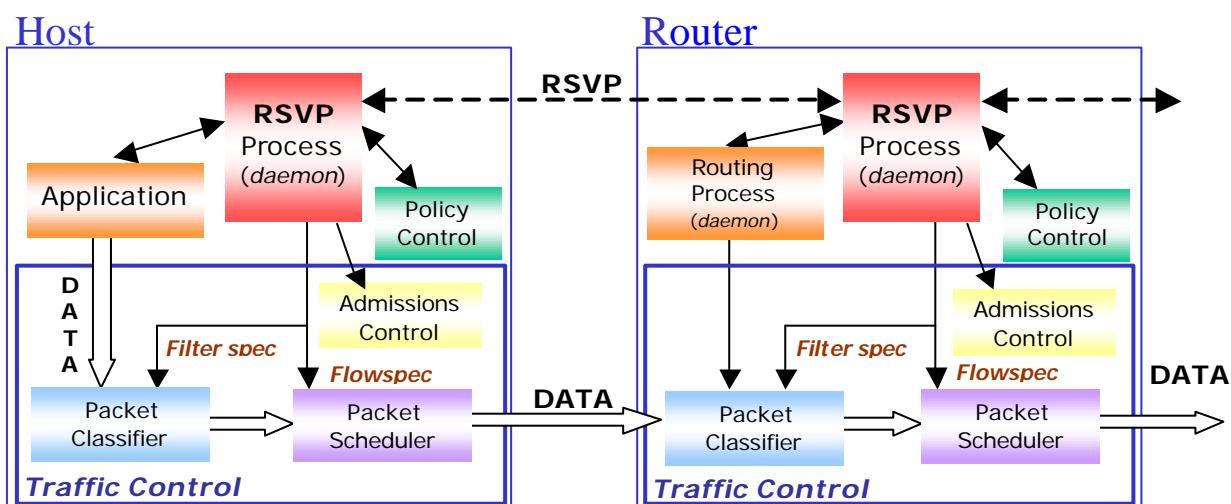 Host
Router
RSVP
RSVP
Process
(daemon)
Application
Policy
Control
DATA
Admissions
Control
Filter spec
Flowspec
Packet
Classifier
Packet
Scheduler
Traffic Control
DATA
RSVP
Process
(daemon)
Routing
Process
(daemon)
Policy
Control
Admissions
Control
Filter spec
Flowspec
DATA
Packet
Classifier
Packet
Scheduler
Traffic Control